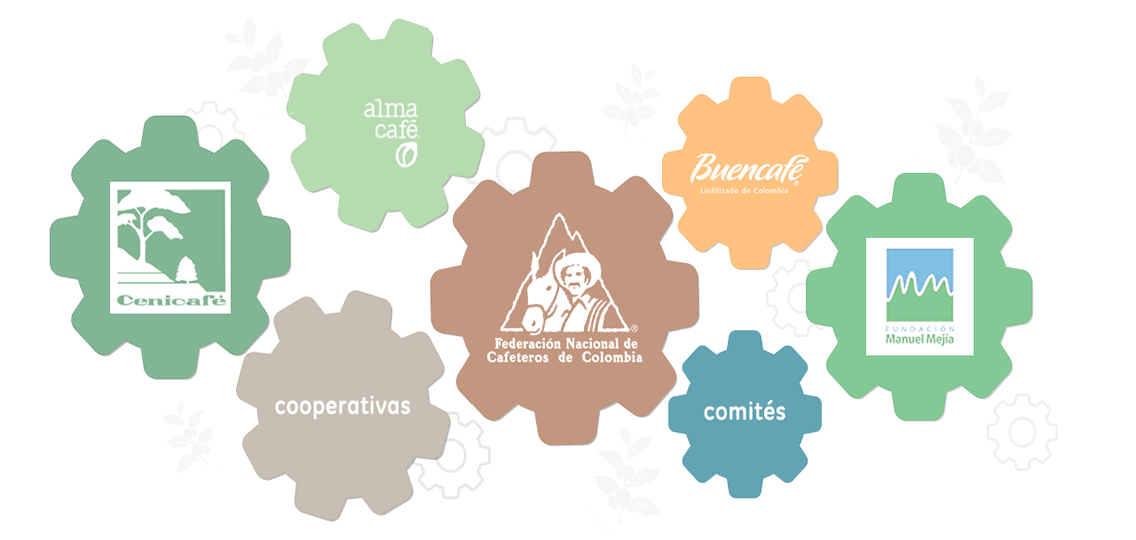 alma
café
Buencafé
Liofilizado de Colombia
Cenicafé
Federación Nacional de
Cafeteros de Colombia
FUNDACIÓN
Manuel Mejía
cooperativas
comités